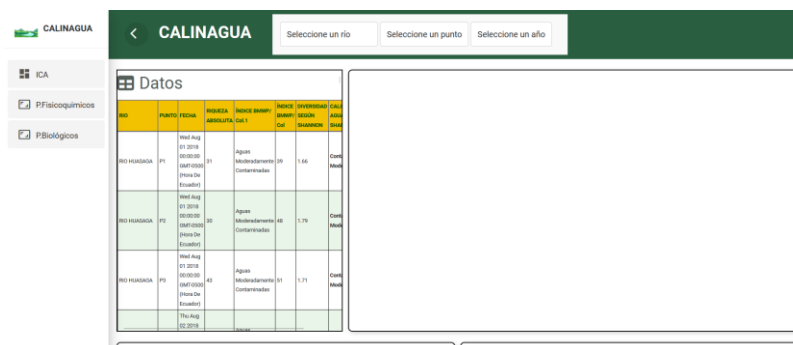 CALINAGUA
CALINAGUA
Seleccione un río
Seleccione un punto
Seleccione un año
ICA
P.Fisicoquimicos
P.Biológicos
Datos
RIO PUNTO FECHA RIQUEZA ABSOLUTA ÍNDICE BMWP/ Col.1 ÍNDICE BMWP/ Col DIVERSIDAD SEGÚN SHANNON
RIO HUASAGA P1 Wed Aug 01 2018 00:00:00 GMT-0500 (Hora De Ecuador) 31 Aguas Moderadamente Contaminadas 39 1.66
RIO HUASAGA P2 Wed Aug 01 2018 00:00:00 GMT-0500 (Hora De Ecuador) 30 Aguas Moderadamente Contaminadas 48 1.79
RIO HUASAGA P3 Wed Aug 01 2018 00:00:00 GMT-0500 (Hora De Ecuador) 43 Aguas Moderadamente Contaminadas 51 1.71
Thu Aug 02 2018